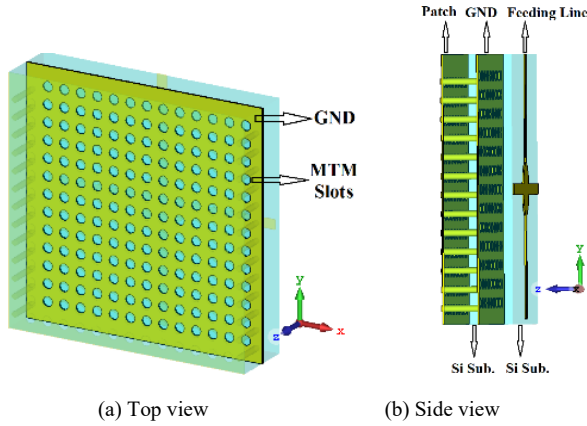 Patch GND Feeding Line
GND
MTM
Slots
y
x
z
y
z
x
Si Sub. Si Sub.
(a) Top view
(b) Side view